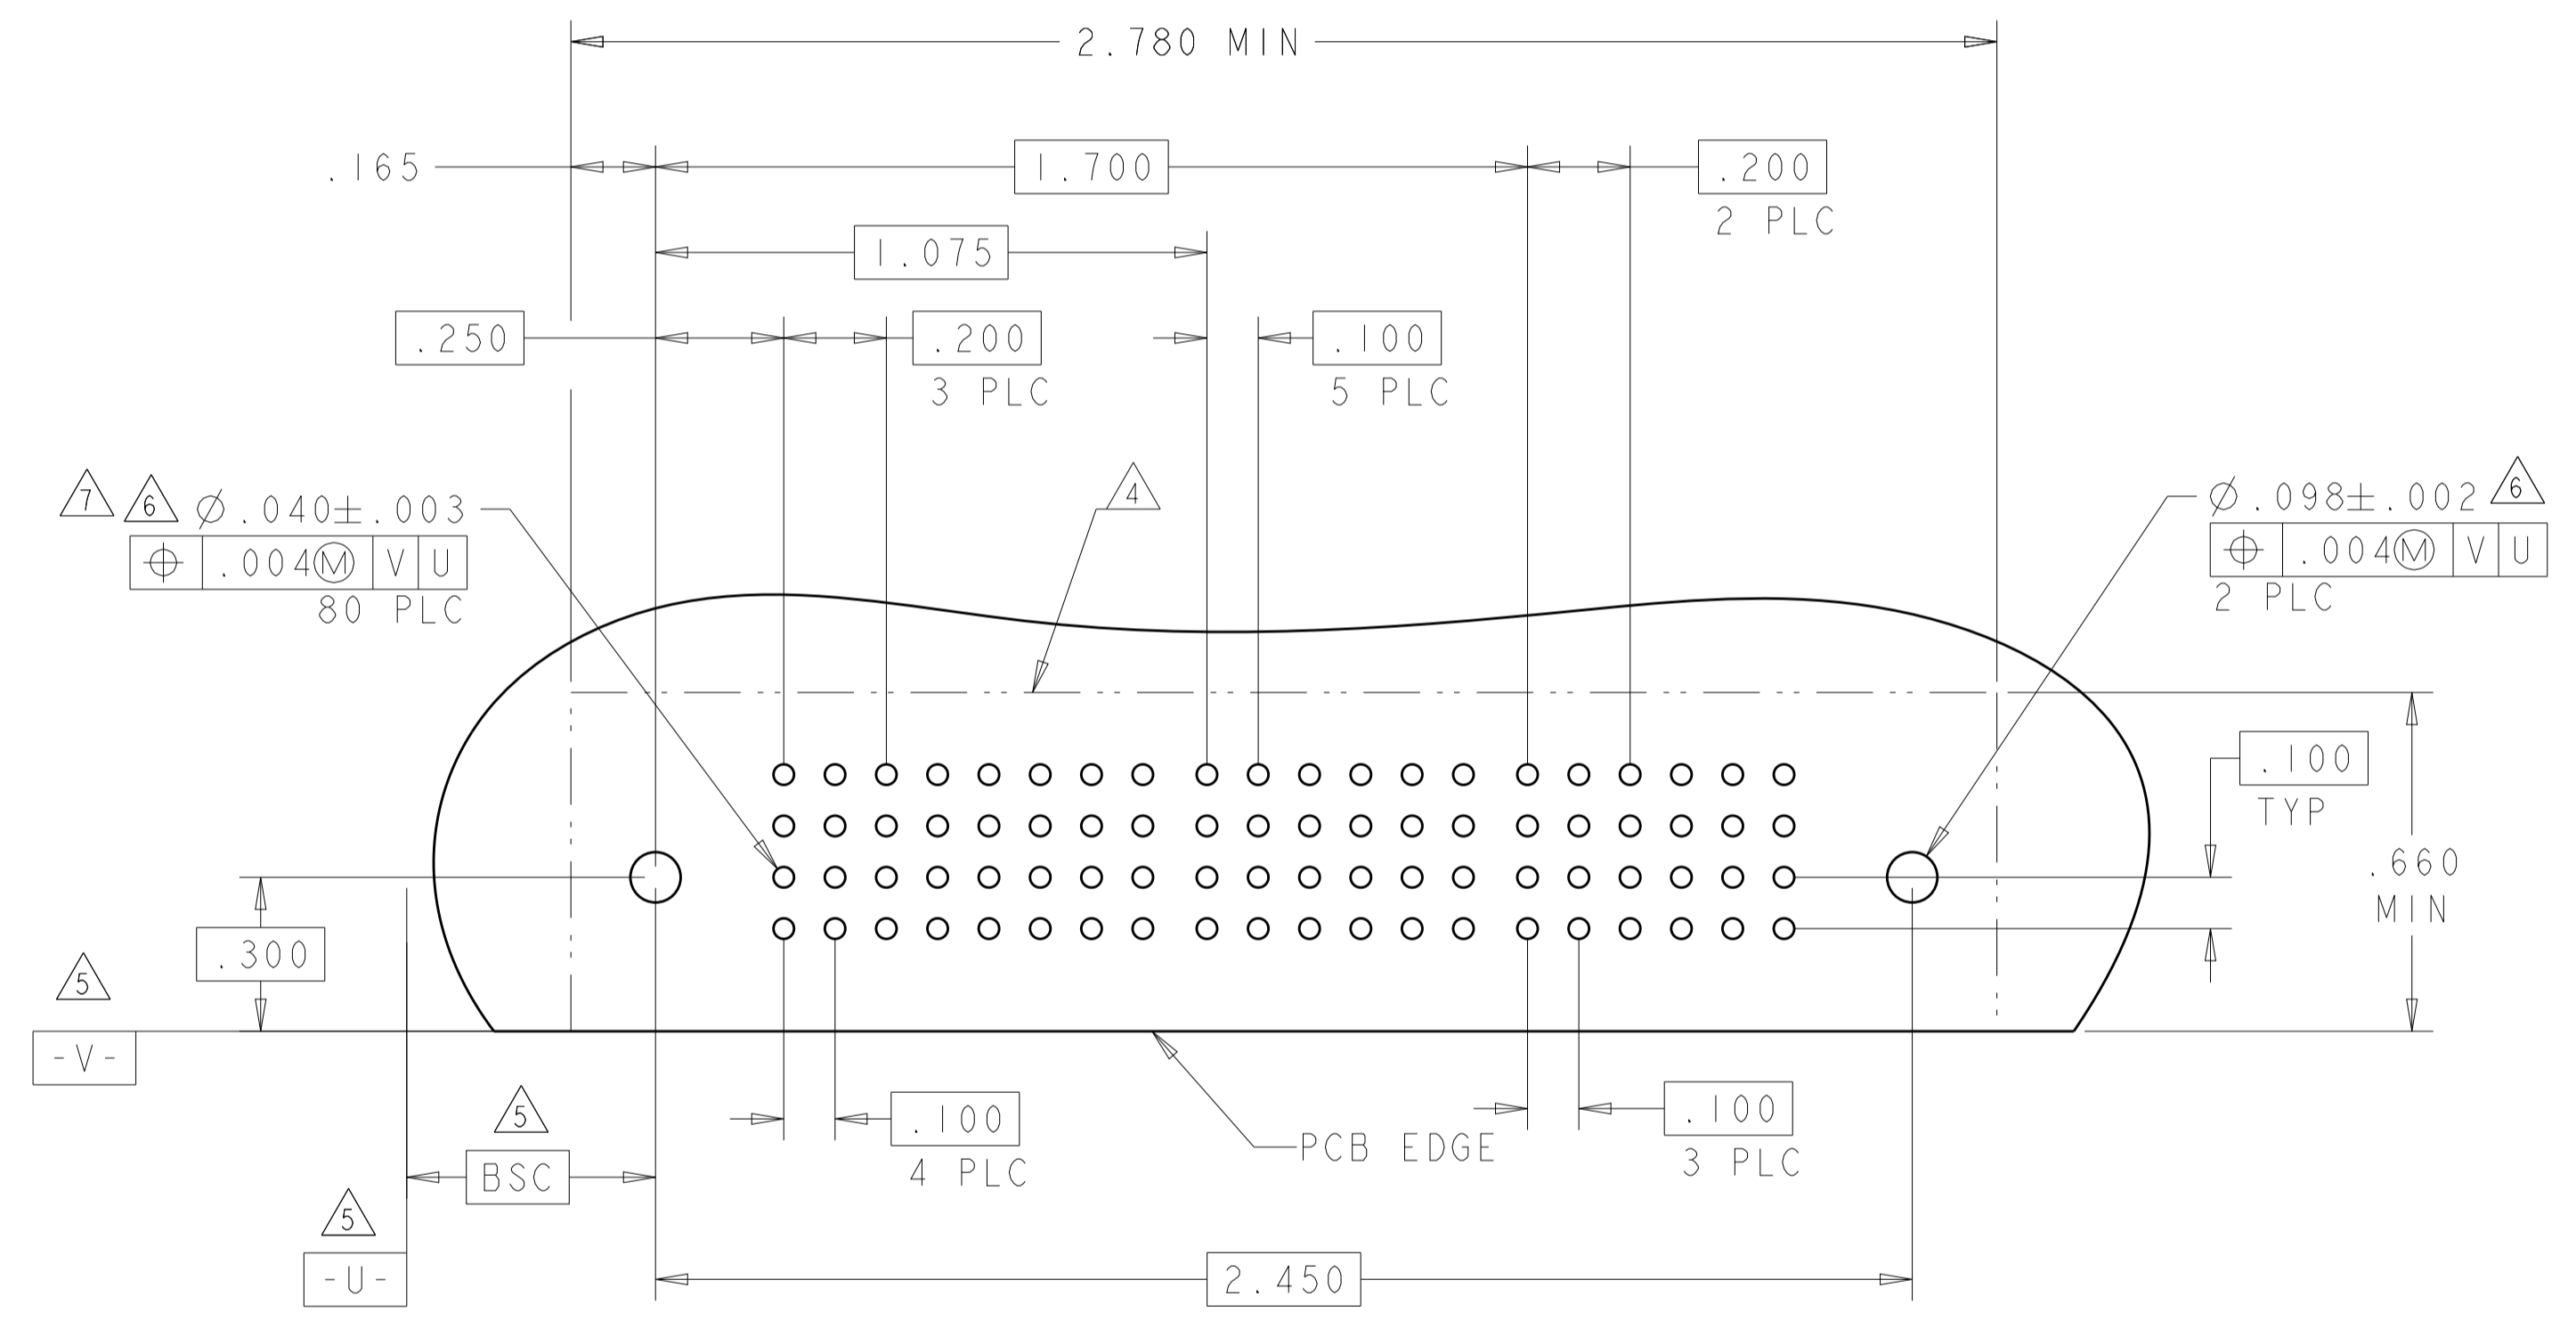 2.780 MIN
.165
1.700
.200
2 PLC
1.075
.250
.200
3 PLC
.100
5 PLC
4
7 6 ⌀.040±.003
⌖ .004Ⓜ V U
80 PLC
⌀.098±.002 6
⌖ .004Ⓜ V U
2 PLC
.100
TYP
.660
MIN
.300
5
-V-
5
BSC
5
-U-
.100
4 PLC
PCB EDGE
.100
3 PLC
2.450